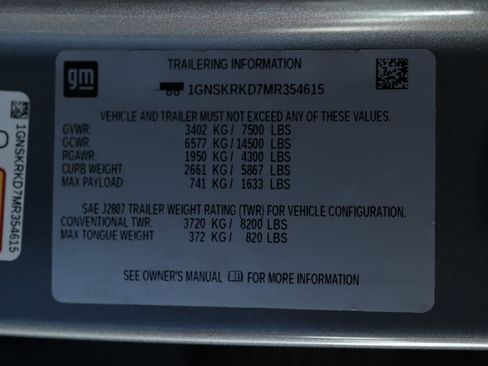 gm
TRAILERING INFORMATION
1GNSKRKD7MR354615
VEHICLE AND TRAILER MUST NOT EXCEED ANY OF THESE VALUES.
GVWR: 3402 KG/ 7500 LBS
GCWR: 6577 KG/ 14500 LBS
RGAWR: 1950 KG/ 4300 LBS
CURB WEIGHT: 2661 KG/ 5867 LBS
MAX PAYLOAD: 741 KG/ 1633 LBS
SAE J2807 TRAILER WEIGHT RATING (TWR) FOR VEHICLE CONFIGURATION.
CONVENTIONAL TWR: 3720 KG/ 8200 LBS
MAX TONGUE WEIGHT 372 KG/ 820 LBS
SEE OWNER'S MANUAL FOR MORE INFORMATION
1GNSKRKD7MR354615